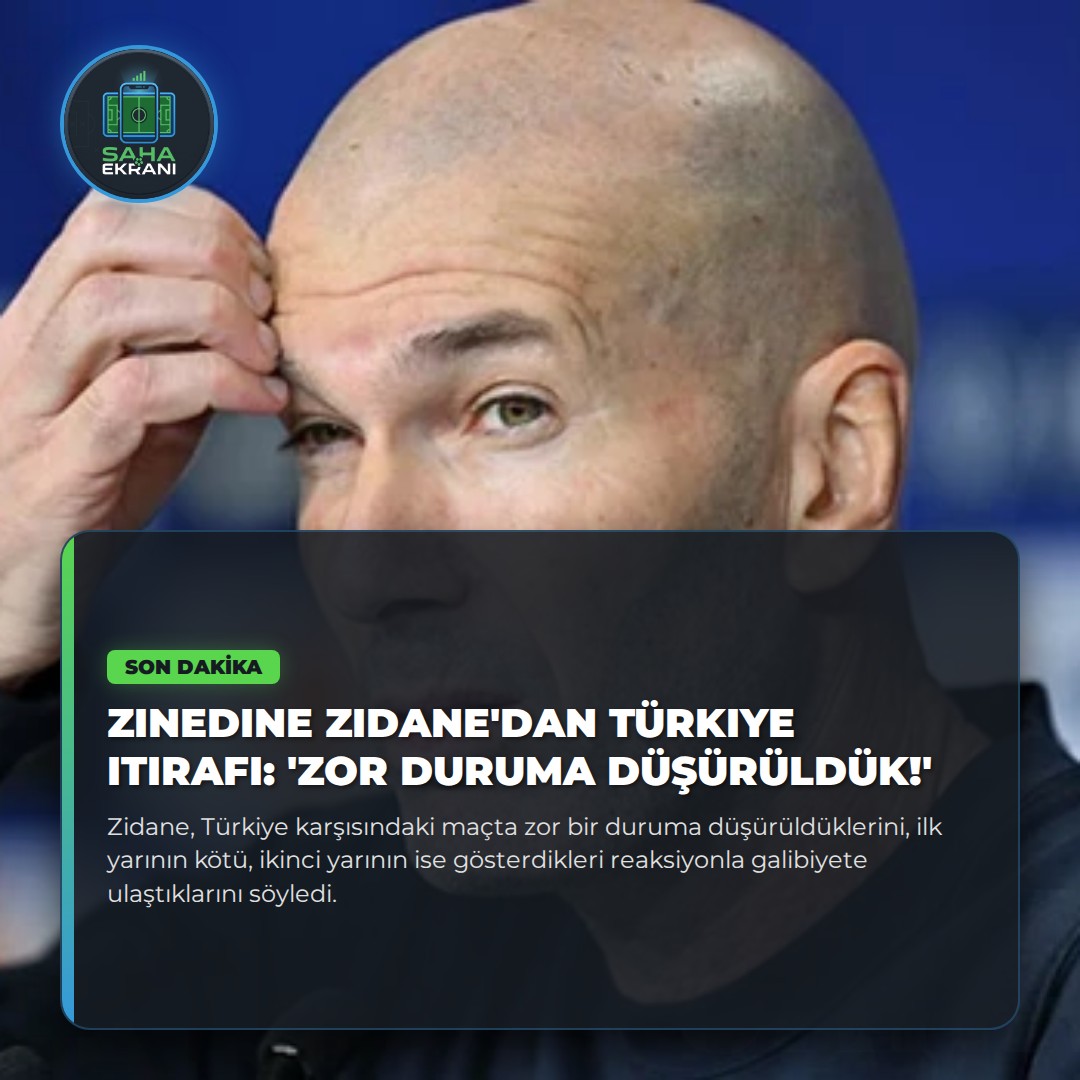 SAHA
EKRANI
SON DAKİKA
ZINEDINE ZIDANE'DAN TÜRKIYE
ITIRAFI: 'ZOR DURUMA DÜŞÜRÜLDÜK!'
Zidane, Türkiye karşısındaki maçta zor bir duruma düşürüldüklerini, ilk
yarının kötü, ikinci yarının ise gösterdikleri reaksiyonla galibiyete
ulaştıklarını söyledi.